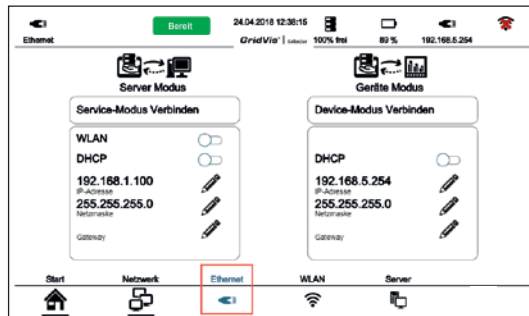 Bereit
24.04.2018 12:38:15
Ethernet
GridVis® | Collector
100% frei
89 %
192.168.5.254
Server Modus
Geräte Modus
Service-Modus Verbinden
Device-Modus Verbinden
WLAN
DHCP
DHCP
192.168.1.100
IP-Adresse
192.168.5.254
IP-Adresse
255.255.255.0
Netzmaske
255.255.255.0
Netzmaske
Gateway
Gateway
Start
Netzwerk
Ethernet
WLAN
Server